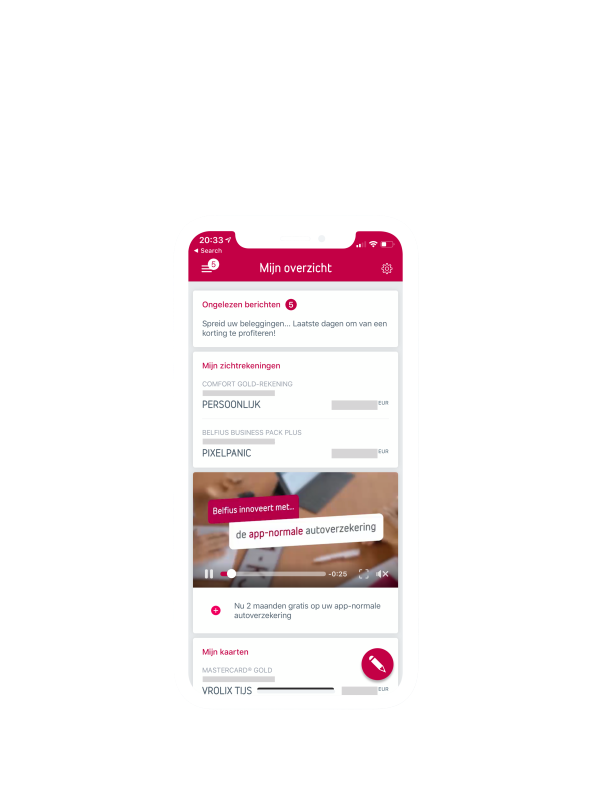 20:33
Search
5
Mijn overzicht
Ongelezen berichten 5
Spreid uw beleggingen... Laatste dagen om van een
korting te profiteren!
Mijn zichtrekeningen
COMFORT GOLD-REKENING
PERSOONLIJK
EUR
BELFIUS BUSINESS PACK PLUS
PIXELPANIC
EUR
Belfius innoveert met...
de app-normale autoverzekering
-0:25
Nu 2 maanden gratis op uw app-normale
autoverzekering
Mijn kaarten
MASTERCARD® GOLD
VROLIX TIJS
EUR